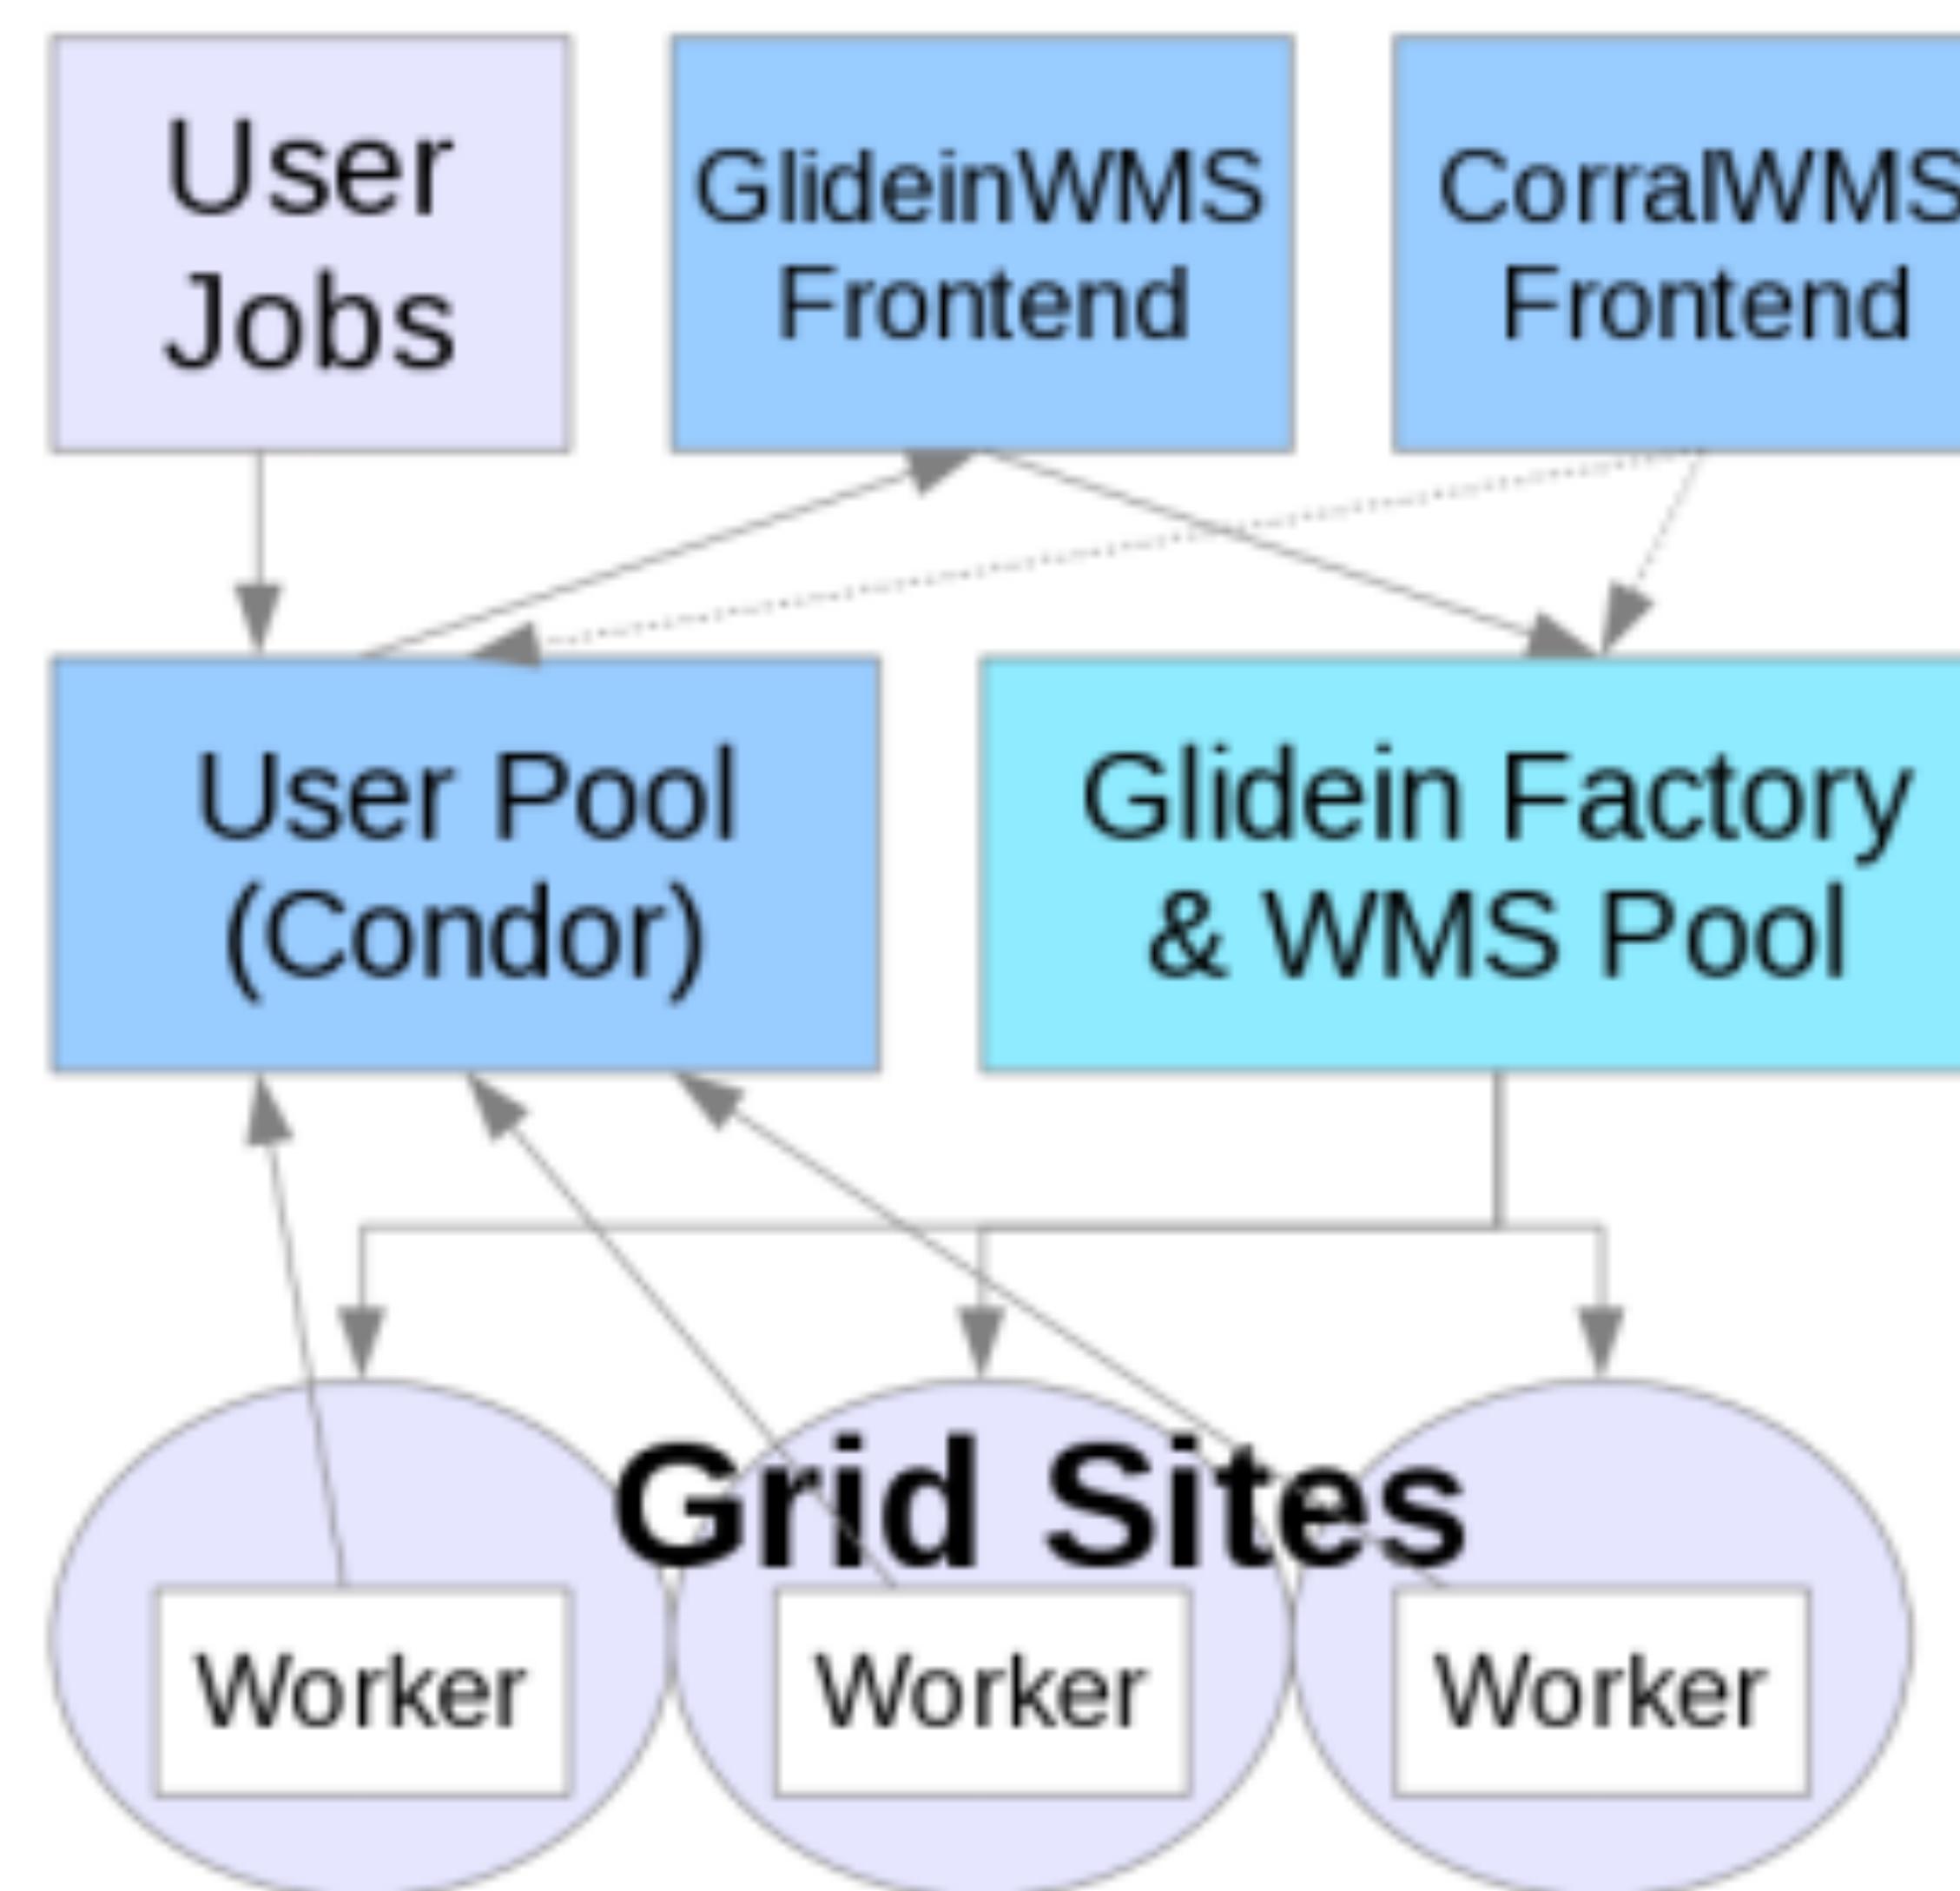 User
Jobs
GlideinWMS
Frontend
CorralWMS
Frontend
User Pool
(Condor)
Glidein Factory
& WMS Pool
Grid Sites
Worker
Worker
Worker